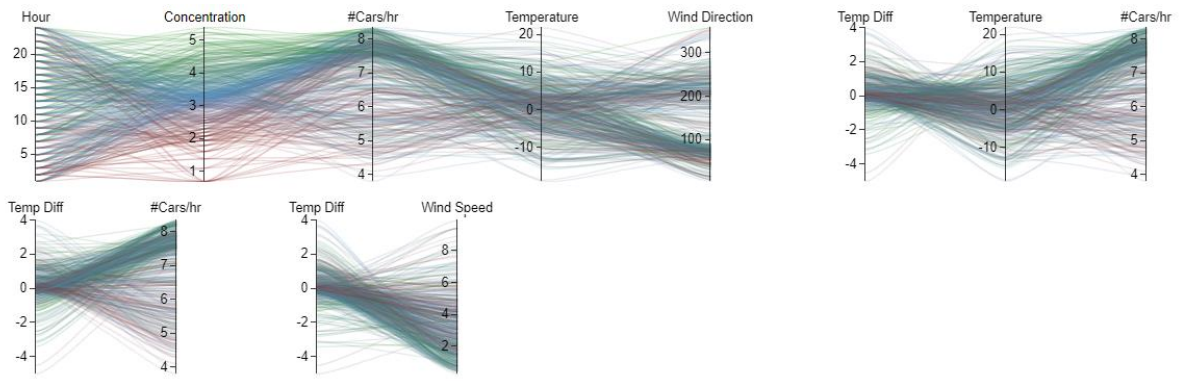 Hour Concentration #Cars/hr Temperature Wind Direction Temp Diff Temperature #Cars/hr
5 8 20 300 4 20 8
20 4 7 10 2 10 7
15 3 6 0 200 0 0 6
10 2 5 -10 100 -2 -10 5
5 1 4 -4 4
Temp Diff #Cars/hr Temp Diff Wind Speed
4 8 4 8
2 7 2 6
0 6 0 4
-2 5 -2 2
-4 4 -4